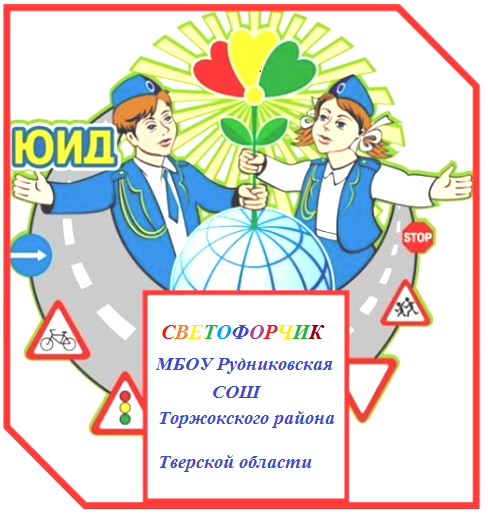 ЮИД
STOP
СВЕТОФОРЧИК
МБОУ Рудниковская
СОШ
Торжокского района
Тверской области